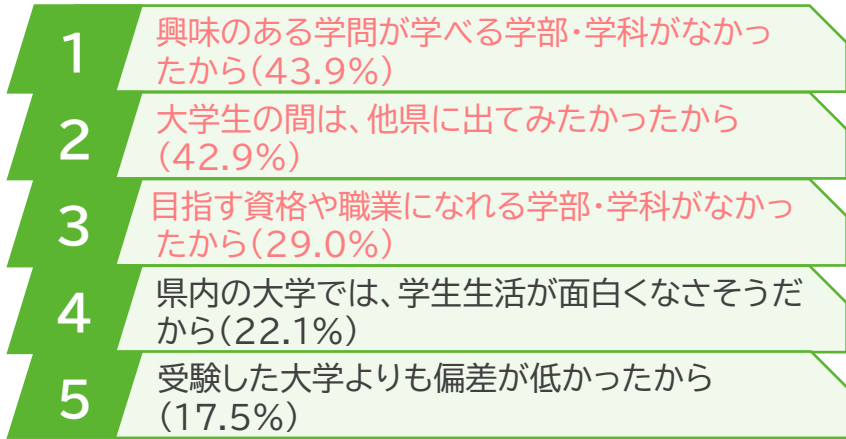 1
興味のある学問が学べる学部・学科がなかっ
たから(43.9%)
2
大学生の間は、他県に出てみたかったから
(42.9%)
3
目指す資格や職業になれる学部・学科がなかっ
たから(29.0%)
4
県内の大学では、学生生活が面白くなさそうだ
から(22.1%)
5
受験した大学よりも偏差が低かったから
(17.5%)